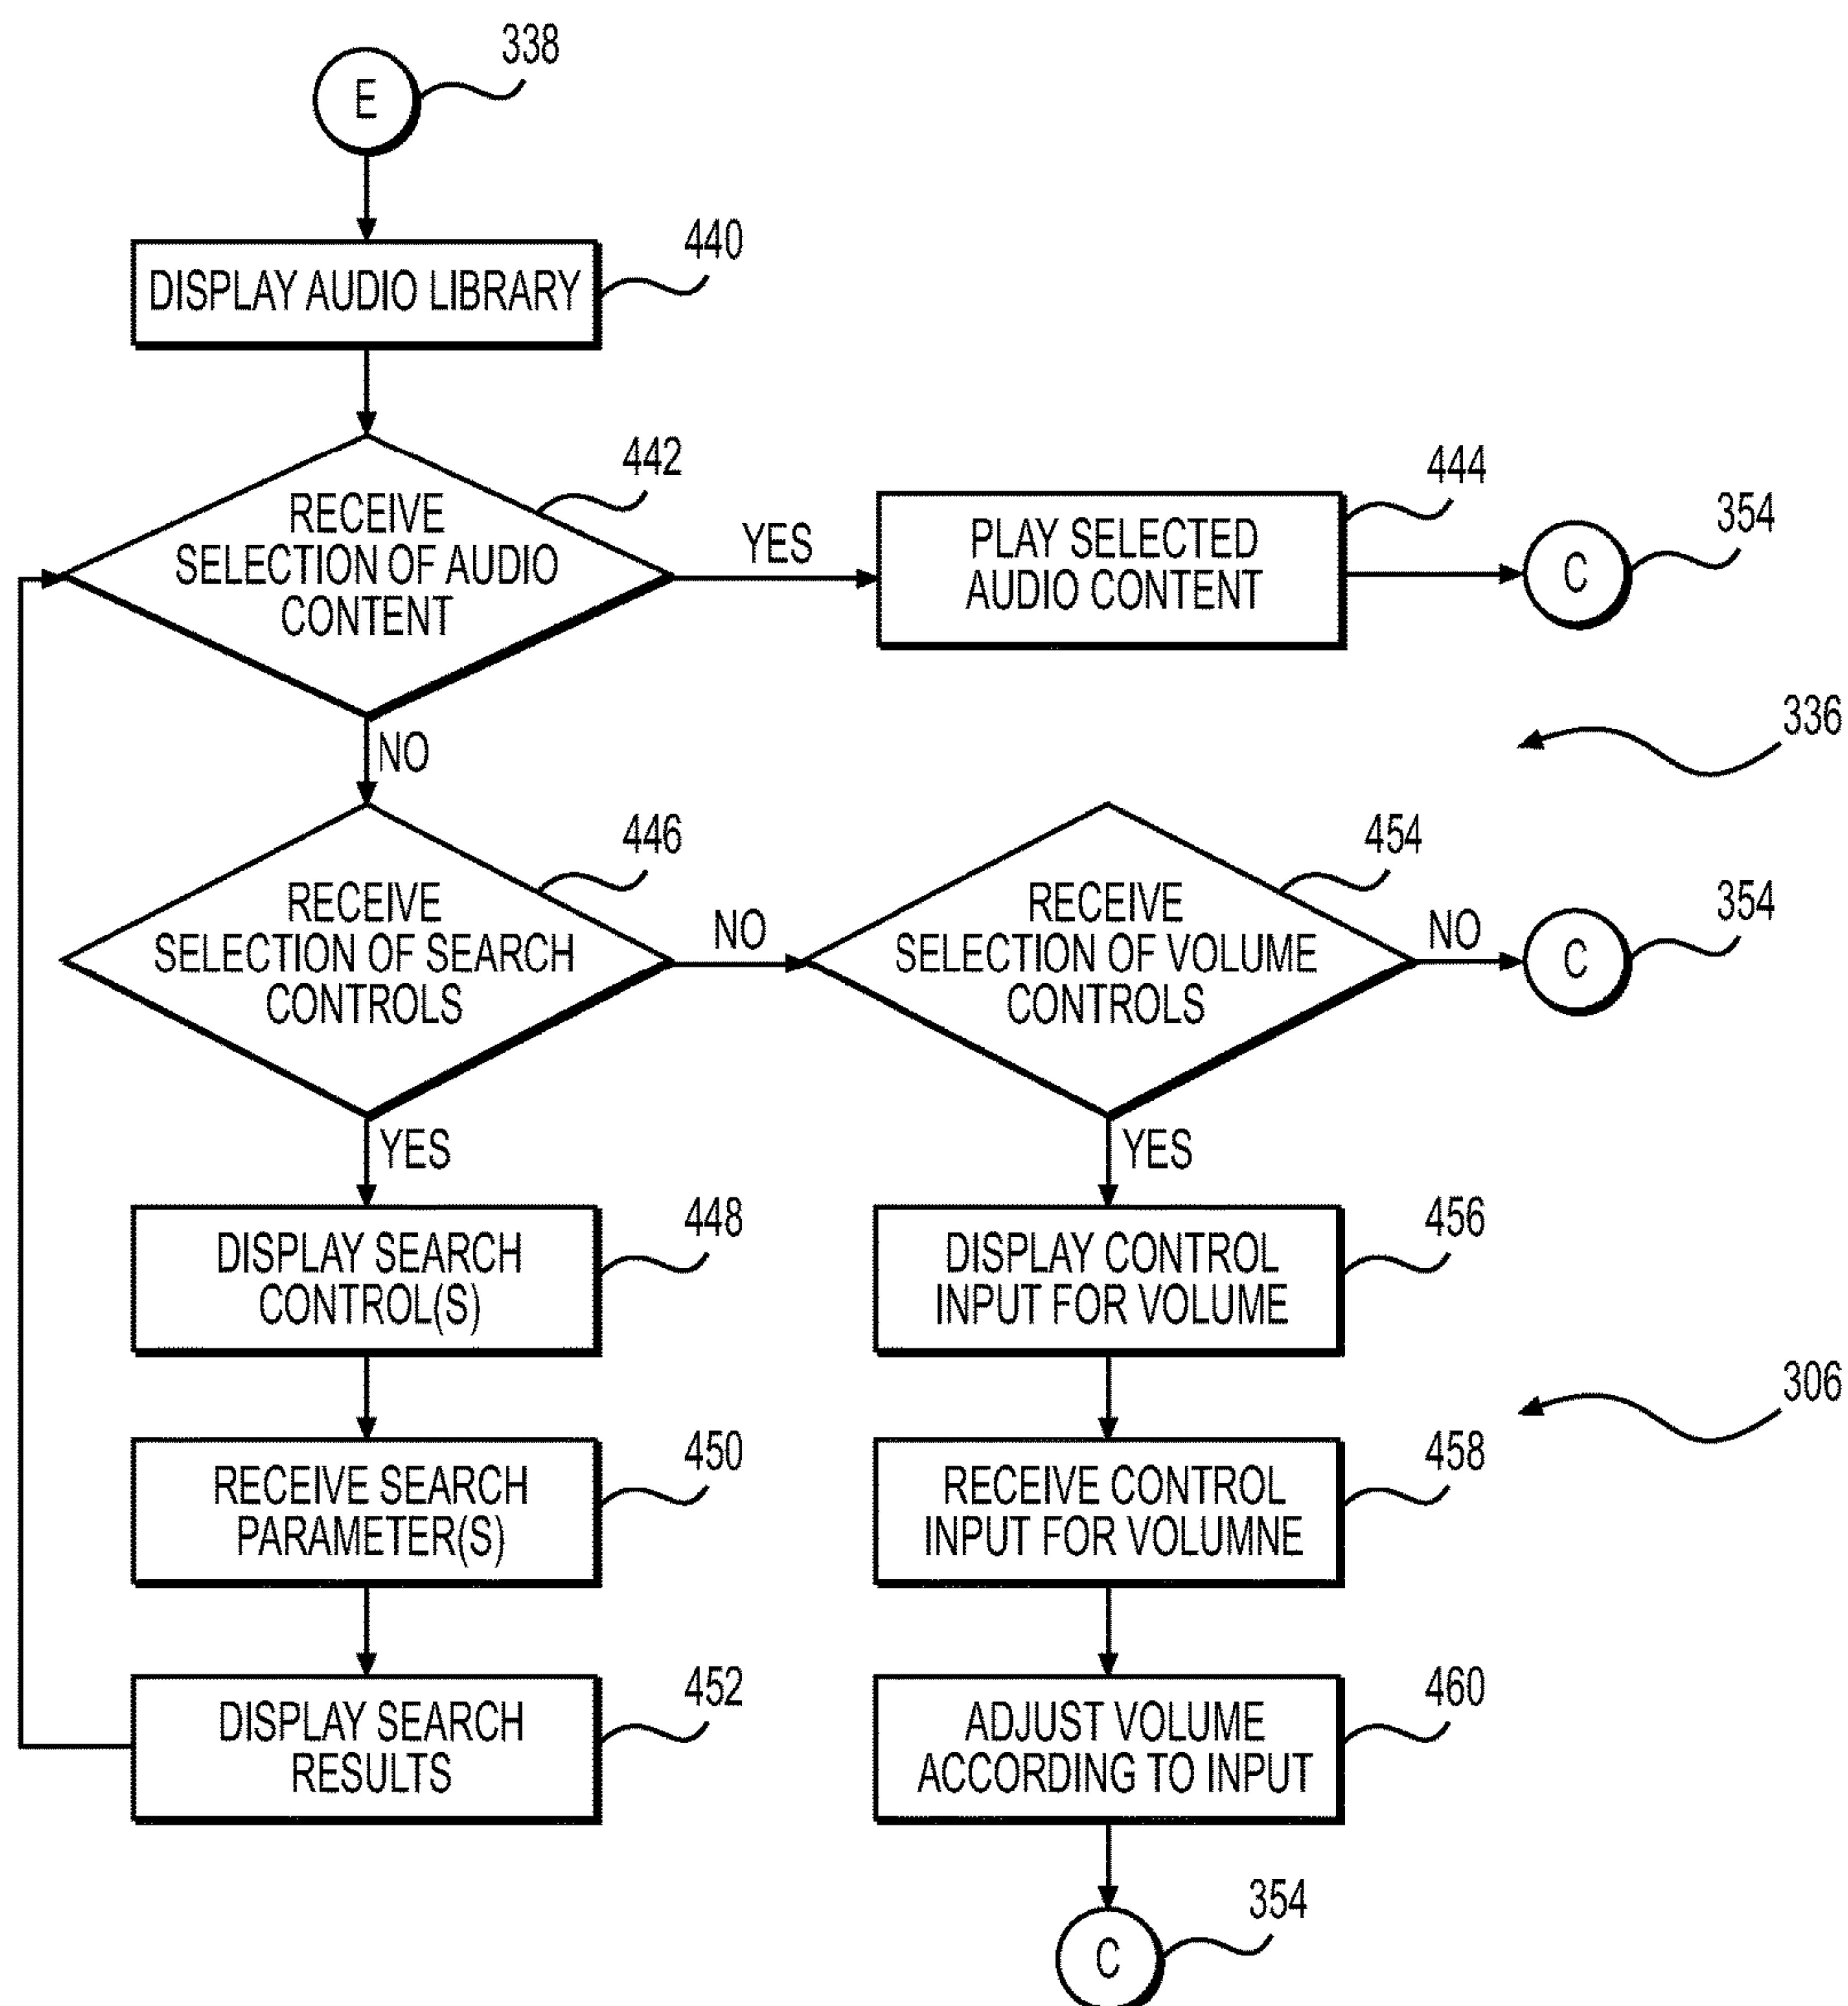 338
E
440
DISPLAY AUDIO LIBRARY
442
RECEIVE
SELECTION OF AUDIO
CONTENT
YES
444
PLAY SELECTED
AUDIO CONTENT
354
C
336
NO
446
RECEIVE
SELECTION OF SEARCH
CONTROLS
NO
454
RECEIVE
SELECTION OF VOLUME
CONTROLS
NO
354
C
YES
YES
448
DISPLAY SEARCH
CONTROL(S)
456
DISPLAY CONTROL
INPUT FOR VOLUME
306
450
RECEIVE SEARCH
PARAMETER(S)
458
RECEIVE CONTROL
INPUT FOR VOLUMNE
452
DISPLAY SEARCH
RESULTS
460
ADJUST VOLUME
ACCORDING TO INPUT
354
C